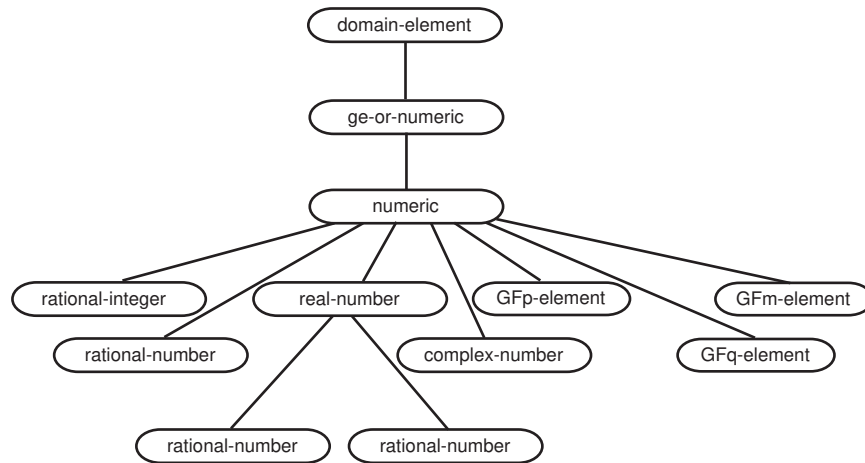 domain-element
ge-or-numeric
numeric
rational-integer
real-number
GFp-element
GFm-element
rational-number
complex-number
GFq-element
rational-number
rational-number